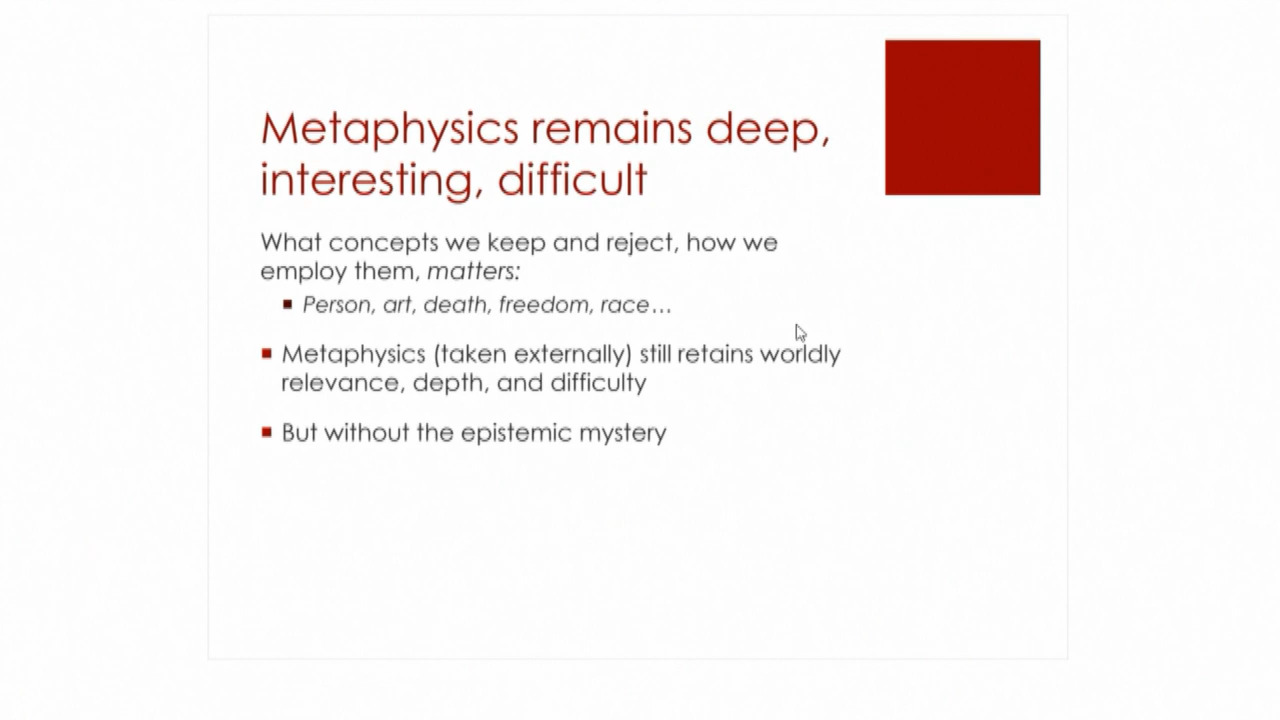 Metaphysics remains deep,
interesting, difficult
What concepts we keep and reject, how we
employ them, matters:
Person, art, death, freedom, race…
Metaphysics (taken externally) still retains worldly
relevance, depth, and difficulty
But without the epistemic mystery